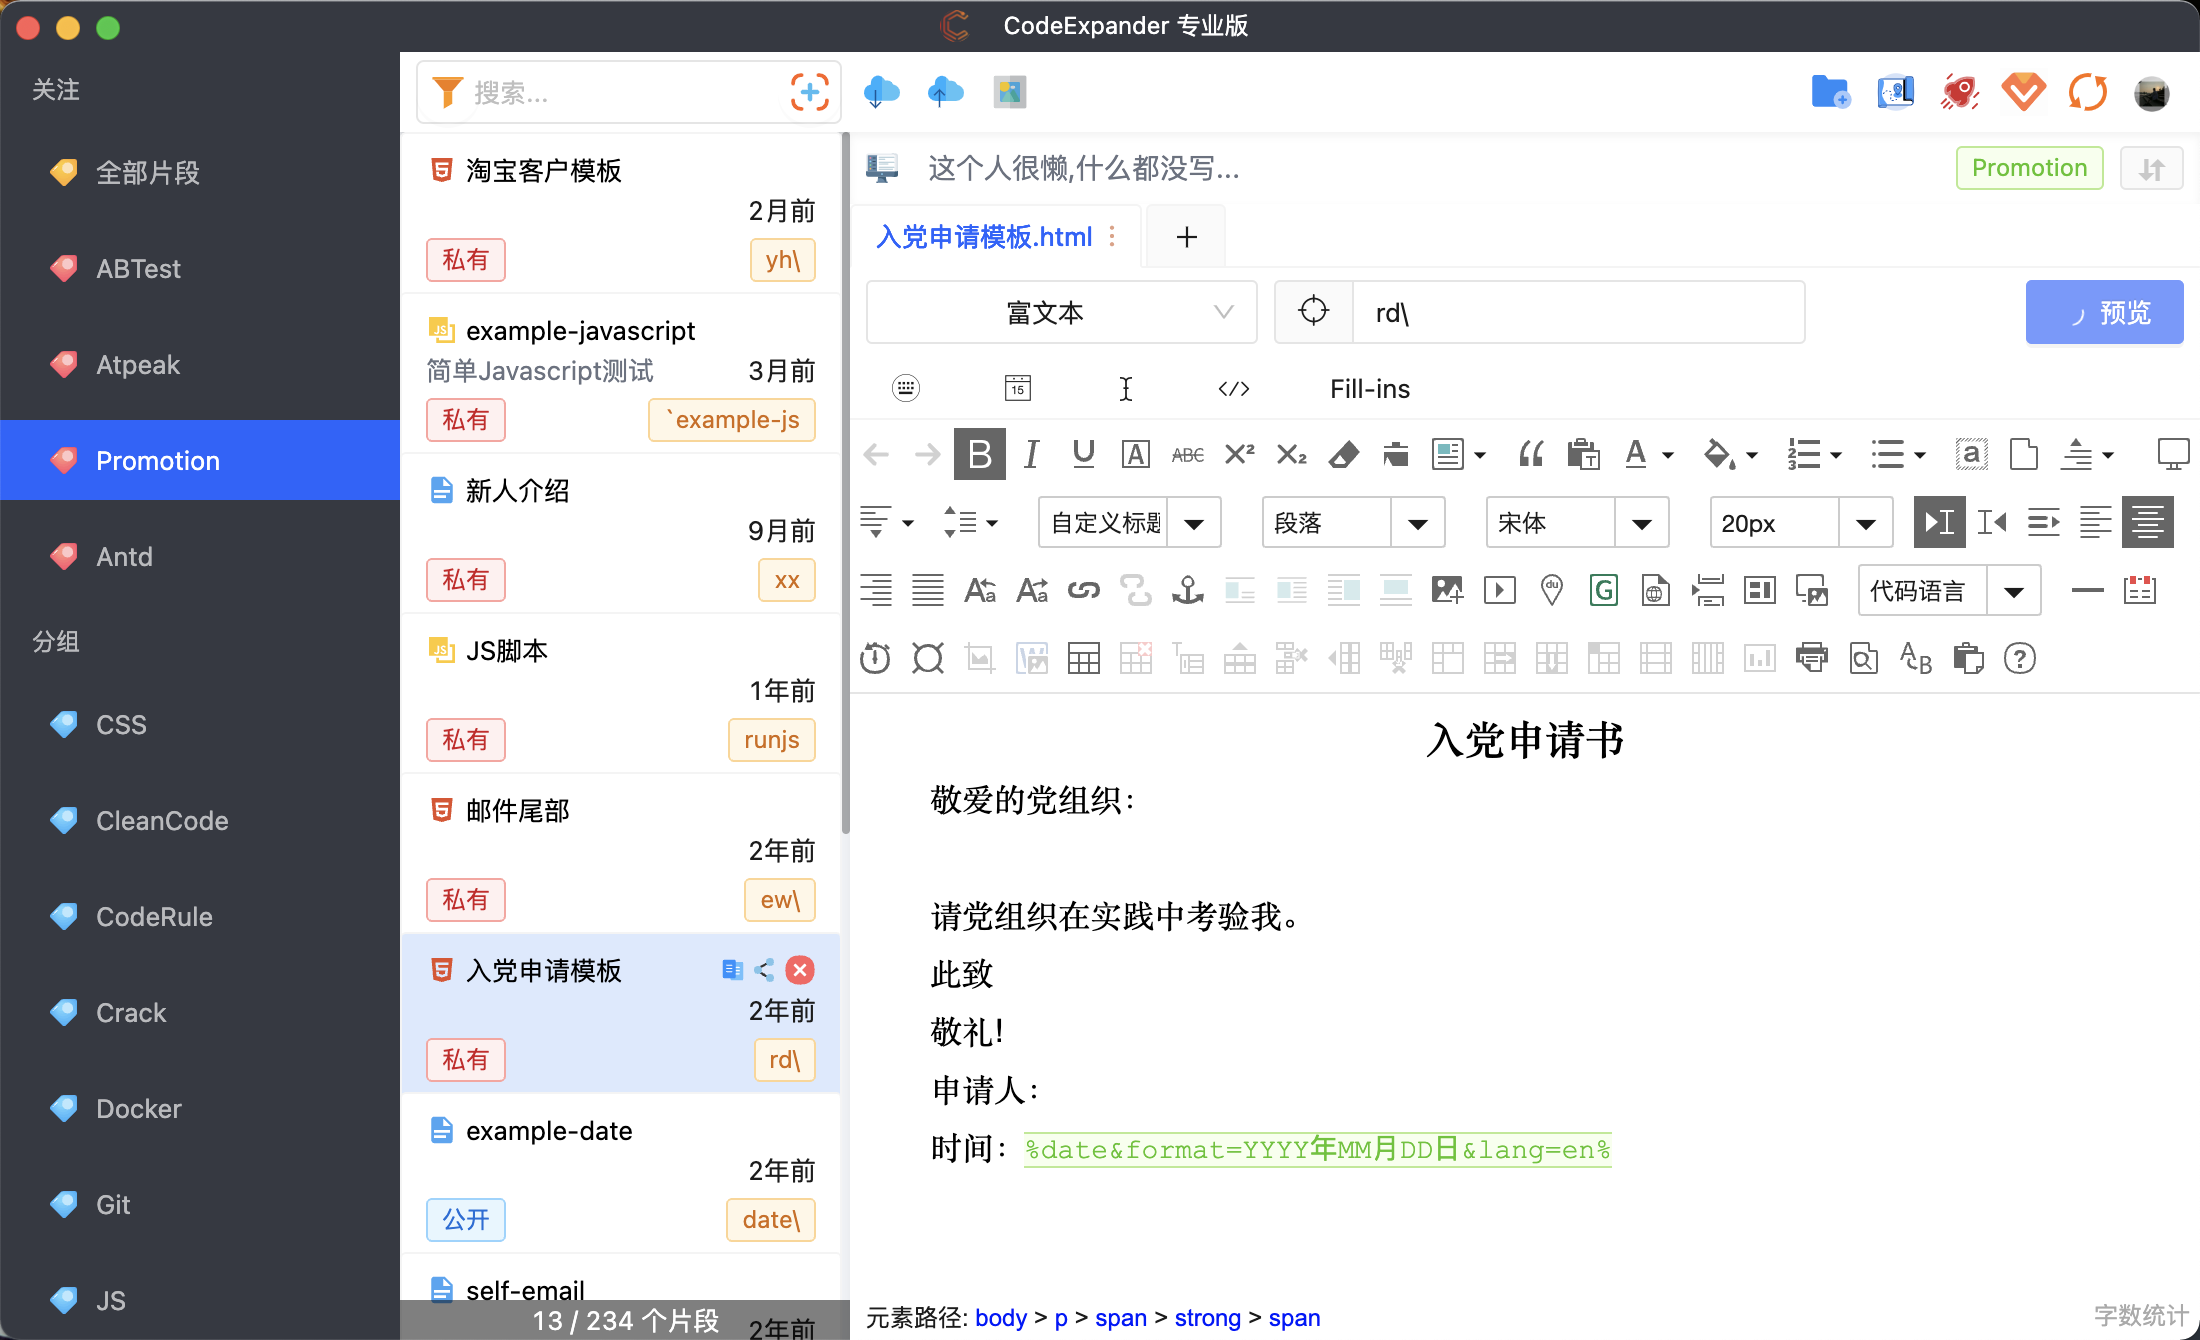 CodeExpander 专业版
关注
全部片段
ABTest
Atpeak
Promotion
Antd
分组
CSS
CleanCode
CodeRule
Crack
Docker
Git
JS
搜索...
淘宝客户模板
2月前
私有 yh\
example-javascript
简单Javascript测试 3月前
私有 `example-js
新人介绍
9月前
私有 xx
JS脚本
1年前
私有 runjs
邮件尾部
2年前
私有 ew\
入党申请模板
2年前
私有 rd\
example-date
2年前
公开 date\
self-email
13 / 234 个片段 2年前
这个人很懒,什么都没写... Promotion
入党申请模板.html +
富文本 rd\ 预览
Fill-ins
自定义标题 段落 宋体 20px
代码语言
入党申请书
敬爱的党组织：
请党组织在实践中考验我。
此致
敬礼！
申请人：
时间：%date&format=YYYY年MM月DD日&lang=en%
元素路径: body > p > span > strong > span 字数统计